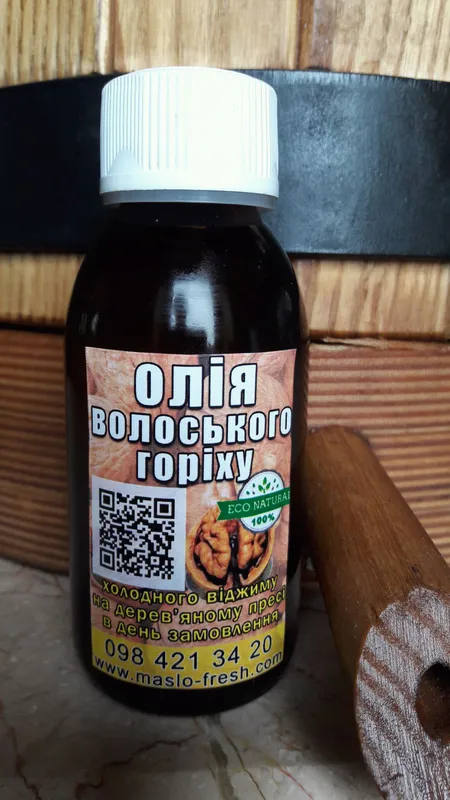 олія
волоського
горіху
ECO NATURAL
100%
холодного віджиму
на дерев'яному пресі
в день замовлення
098 421 34 20
www.maslo-fresh.com